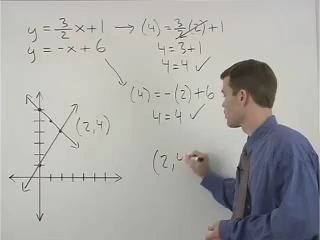 y = 3/2 x + 1 → (4) = 3/2 (2) + 1
4 = 3 + 1
4 = 4 ✓
y = -x + 6
(4) = -(2) + 6
4 = 4 ✓
(2,4)
(2,4